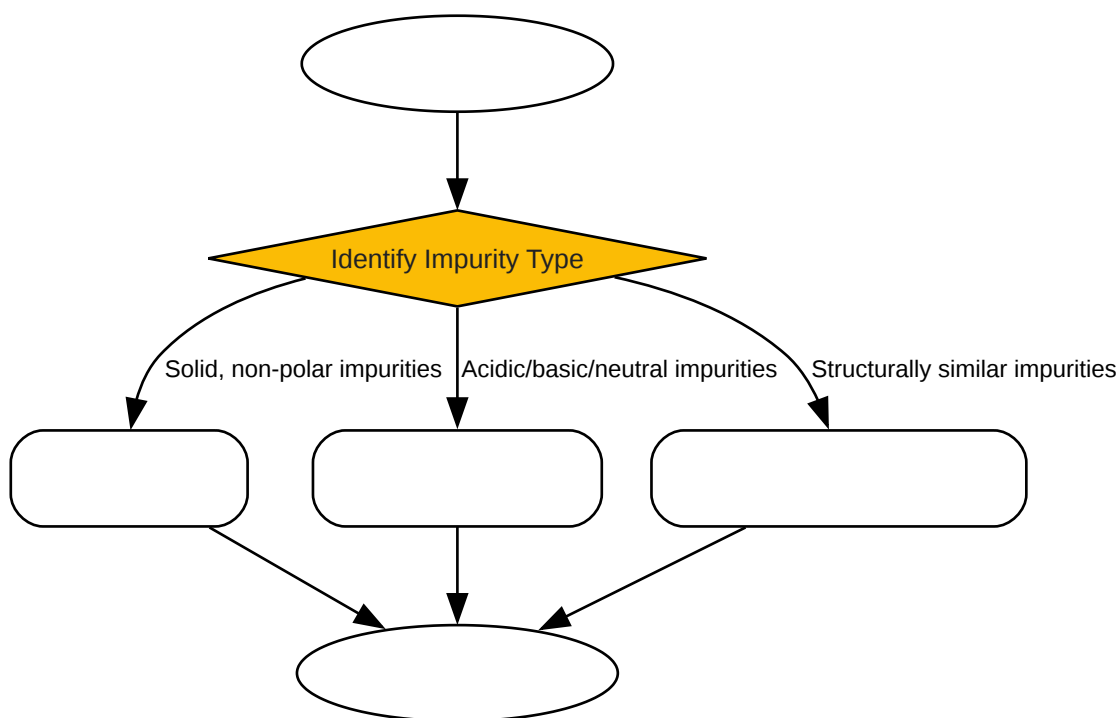 Identify Impurity Type
Solid, non-polar impurities
Acidic/basic/neutral impurities
Structurally similar impurities